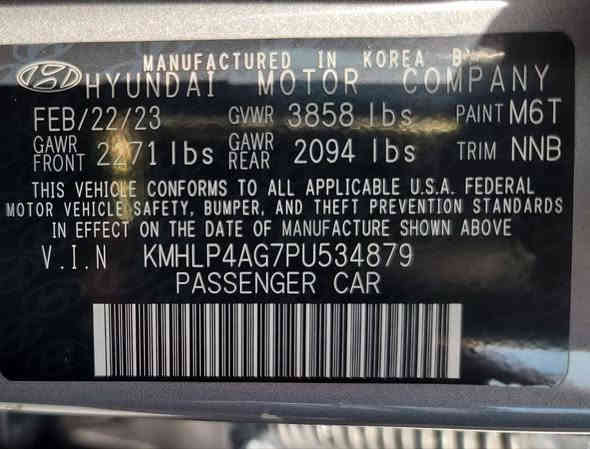 MANUFACTURED IN KOREA BY
HYUNDAI MOTOR COMPANY
FEB/22/23 GVWR 3858 lbs PAINT M6T
GAWR FRONT 2271 lbs GAWR REAR 2094 lbs TRIM NNB
THIS VEHICLE CONFORMS TO ALL APPLICABLE U.S.A. FEDERAL
MOTOR VEHICLE SAFETY, BUMPER, AND THEFT PREVENTION STANDARDS
IN EFFECT ON THE DATE OF MANUFACTURE SHOWN ABOVE
V.I.N KMHLP4AG7PU534879
PASSENGER CAR